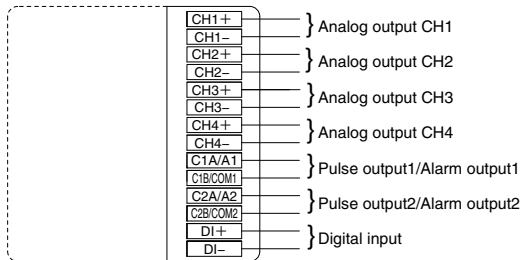 CH1+
CH1−
Analog output CH1
CH2+
CH2−
Analog output CH2
CH3+
CH3−
Analog output CH3
CH4+
CH4−
Analog output CH4
C1A/A1
C1B/COM1
Pulse output1/Alarm output1
C2A/A2
C2B/COM2
Pulse output2/Alarm output2
DI+
DI−
Digital input